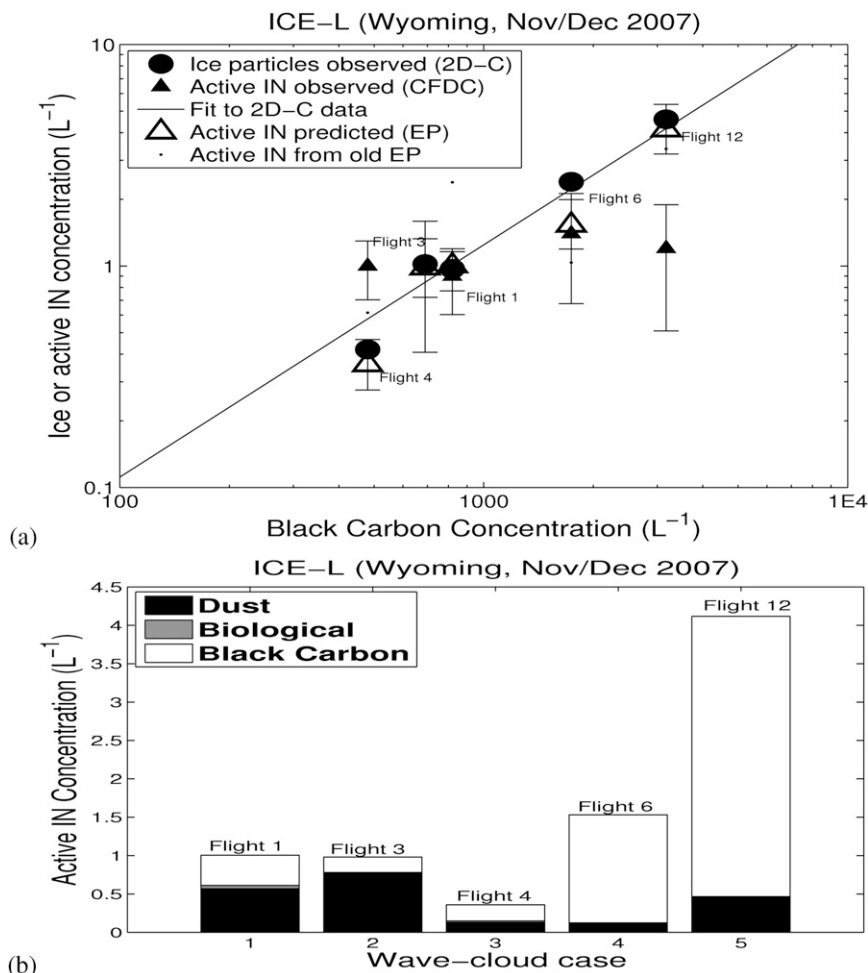 ICE−L (Wyoming, Nov/Dec 2007)
Ice or active IN concentration (L⁻¹)
10
1
0.1
Ice particles observed (2D−C)
Active IN observed (CFDC)
Fit to 2D−C data
Active IN predicted (EP)
Active IN from old EP
Flight 12
Flight 6
Flight 3
Flight 1
Flight 4
100
1000
1E4
Black Carbon Concentration (L⁻¹)
(a)
ICE−L (Wyoming, Nov/Dec 2007)
Active IN Concentration (L⁻¹)
4.5
4
3.5
3
2.5
2
1.5
1
0.5
0
Dust
Biological
Black Carbon
Flight 12
Flight 6
Flight 1
Flight 3
Flight 4
1
2
3
4
5
Wave−cloud case
(b)